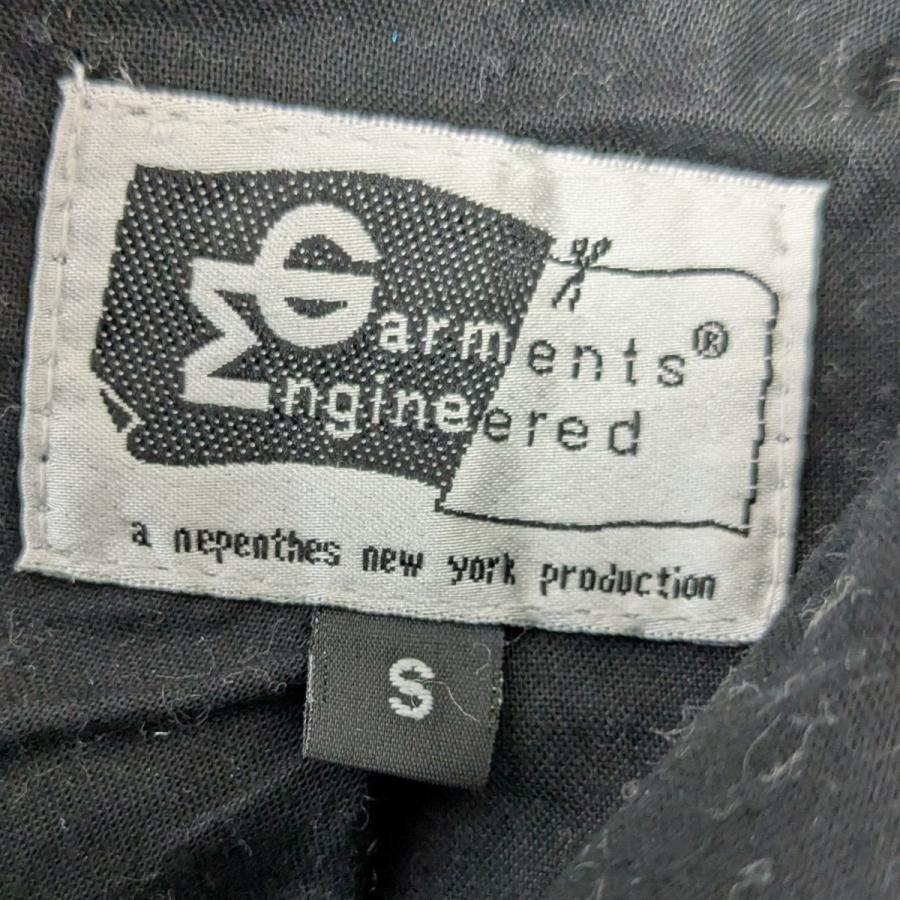 Garments®
Engineered
a nepenthes new york production
S